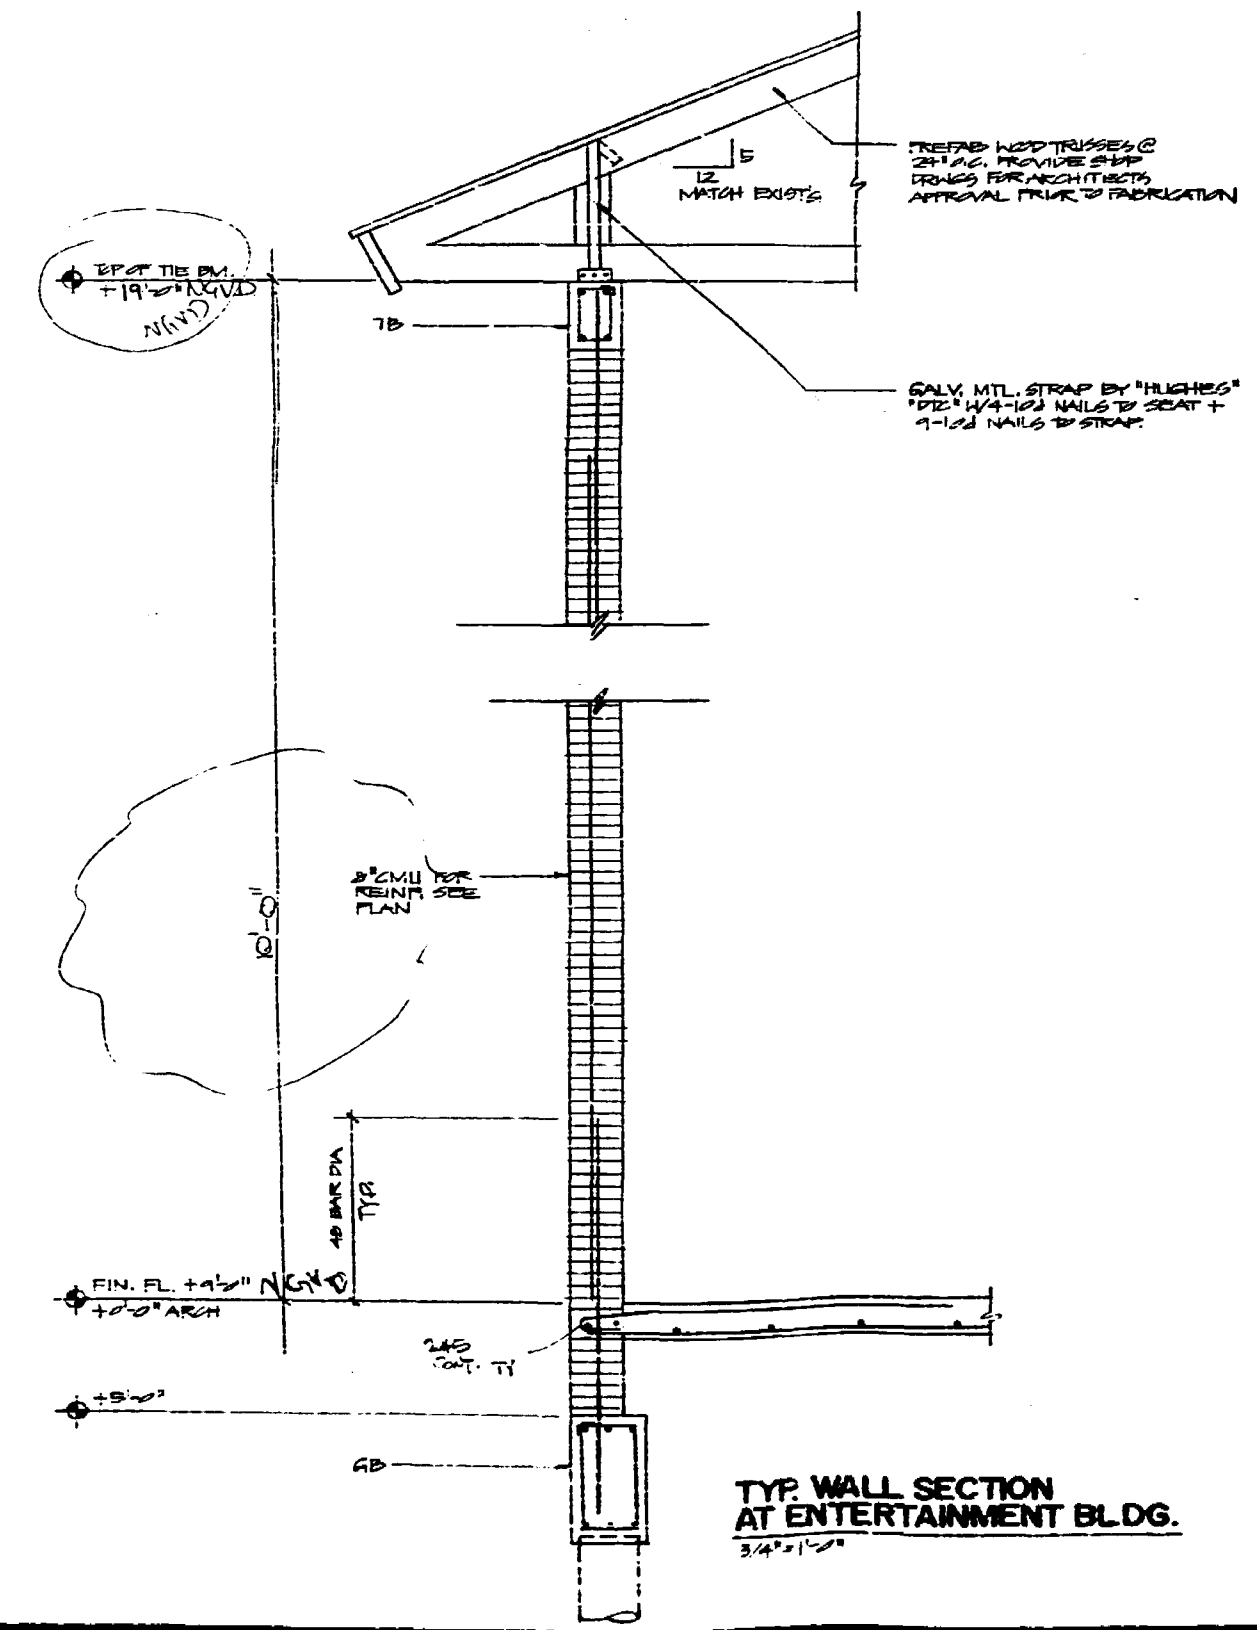 PREFAB WOOD TRUSSES @
24" O.C. PROVIDE SHOP
DRWGS FOR ARCHITECTS
APPROVAL PRIOR TO FABRICATION
5
12
MATCH EXIST'G
TOP OF TIE BM.
+19'-0" NGVD
NGVD
TB
GALV. MTL. STRAP BY "HUGHES"
W/4-10d NAILS TO SEAT +
9-10d NAILS TO STRAP.
8" CMU FOR
REINF. SEE
PLAN
10'-0"
48 BAR DIA
TYP.
FIN. FL. +9'-0" NGVD
+0'-0" ARCH
CONT.
+5'-0"
GB
TYP. WALL SECTION
AT ENTERTAINMENT BLDG.
3/4"=1'-0"